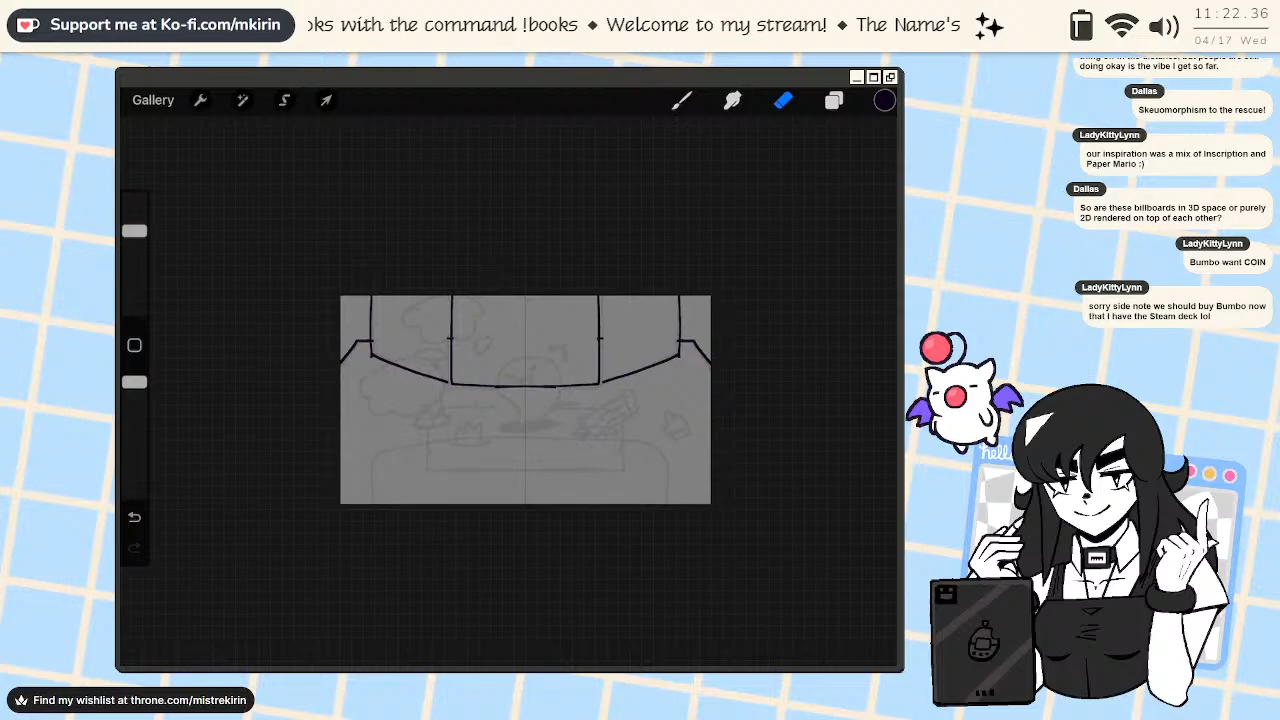 Support me at Ko-fi.com/mkirin
oks with the command !books ◆ Welcome to my stream! ◆ The Name's
11:22.36
04/17 Wed
doing okay is the vibe I get so far.
Dallas
Skeuomorphism to the rescue!
LadyKittyLynn
our inspiration was a mix of Inscription and
Paper Mario :)
Dallas
So are these billboards in 3D space or purely
2D rendered on top of each other?
LadyKittyLynn
Bumbo want COIN
LadyKittyLynn
sorry side note we should buy Bumbo now
that I have the Steam deck lol
Gallery
hello
Find my wishlist at throne.com/mistrekirin